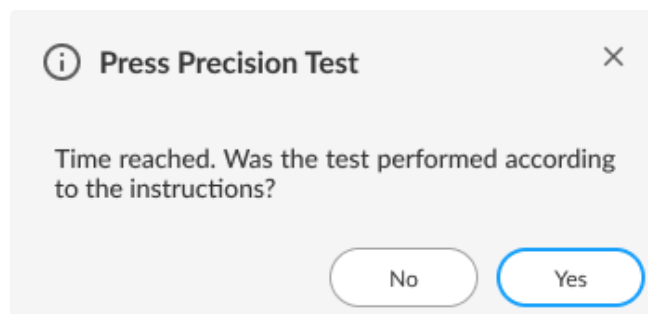 Press Precision Test
Time reached. Was the test performed according
to the instructions?
No
Yes